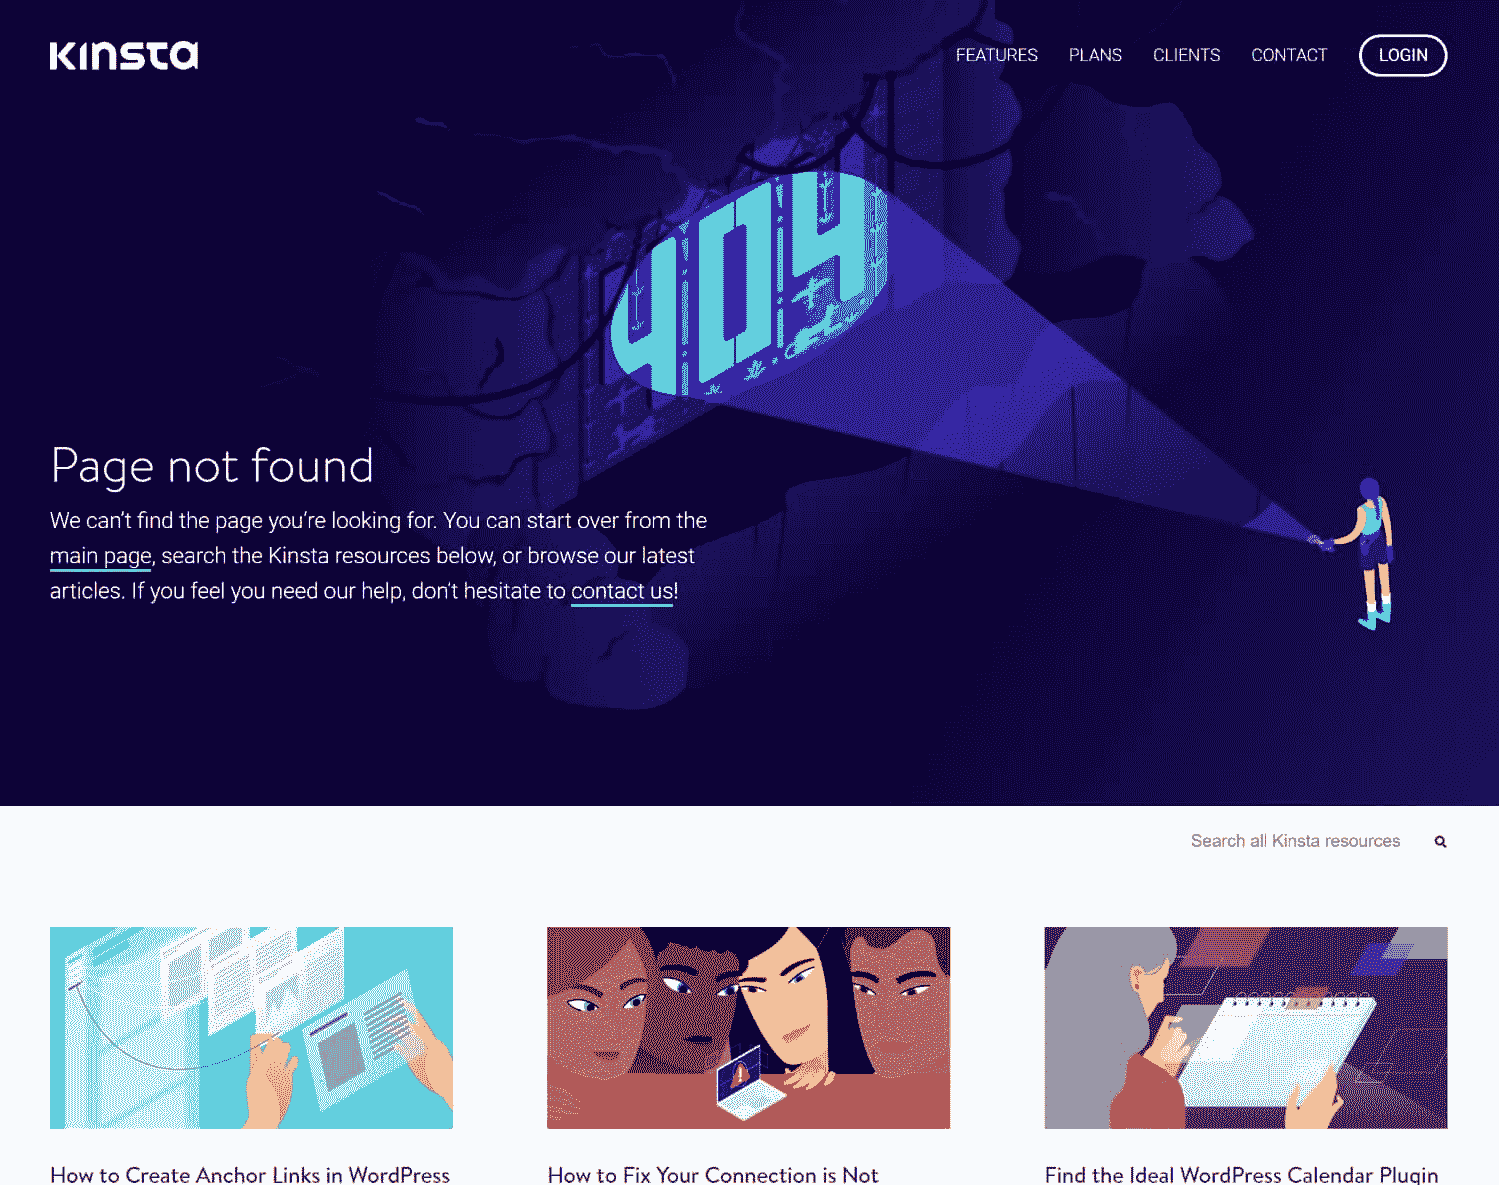 Kinsta
FEATURES PLANS CLIENTS CONTACT LOGIN
404
Page not found
We can't find the page you're looking for. You can start over from the
main page, search the Kinsta resources below, or browse our latest
articles. If you feel you need our help, don't hesitate to contact us!
Search all Kinsta resources
How to Create Anchor Links in WordPress
How to Fix Your Connection is Not
Find the Ideal WordPress Calendar Plugin